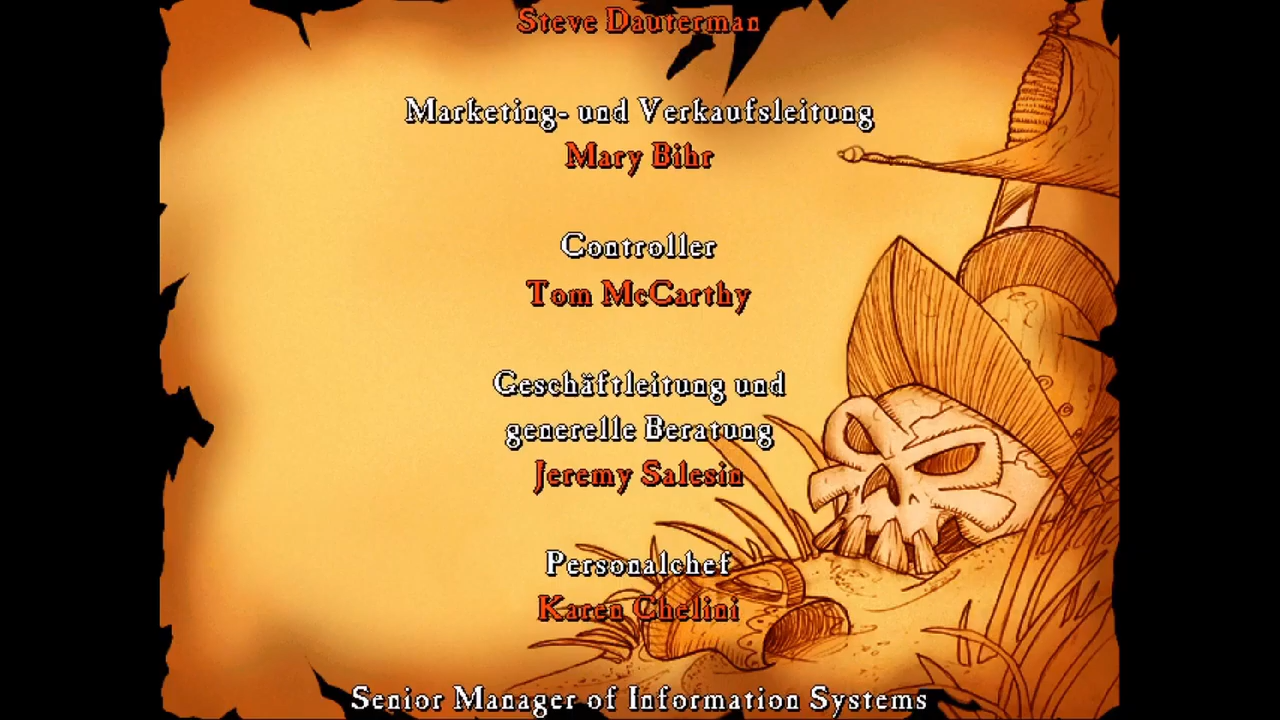 Steve Dauterman
Marketing- und Verkaufsleitung
Mary Bihr
Controller
Tom McCarthy
Geschäftleitung und
generelle Beratung
Jeremy Salesin
Personalchef
Karen Chelini
Senior Manager of Information Systems